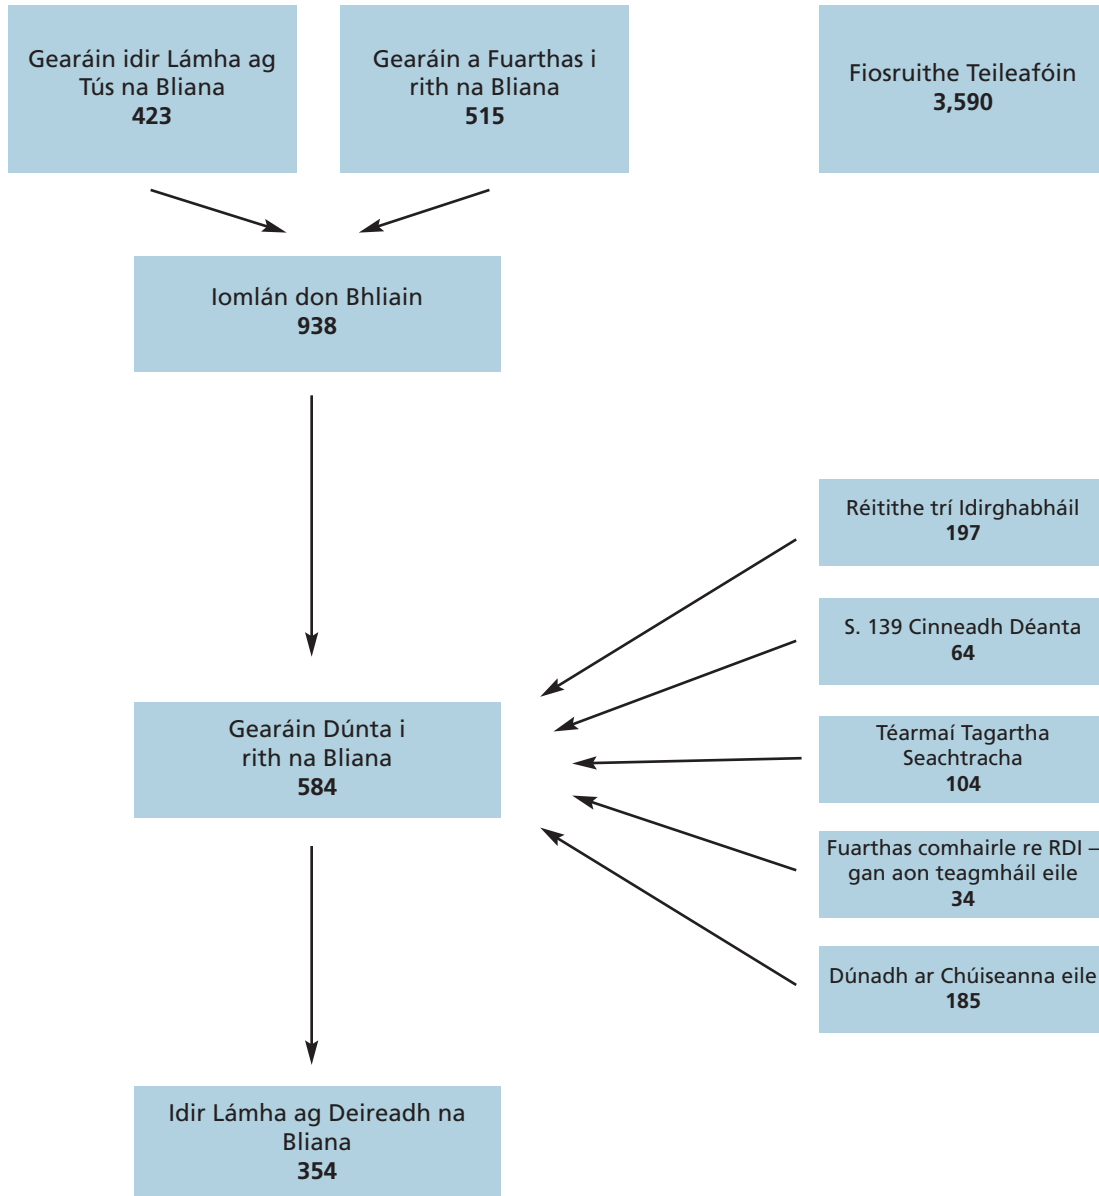 Gearáin idir Lámha ag
Tús na Bliana
423
Gearáin a Fuarthas i
rith na Bliana
515
Fiosruithe Teileafóin
3,590
Iomlán don Bhliain
938
Réitithe trí Idirghabháil
197
S. 139 Cinneadh Déanta
64
Gearáin Dúnta i
rith na Bliana
584
Téarmaí Tagartha
Seachtracha
104
Fuarthas comhairle re RDI –
gan aon teagmháil eile
34
Dúnadh ar Chúiseanna eile
185
Idir Lámha ag Deireadh na
Bliana
354